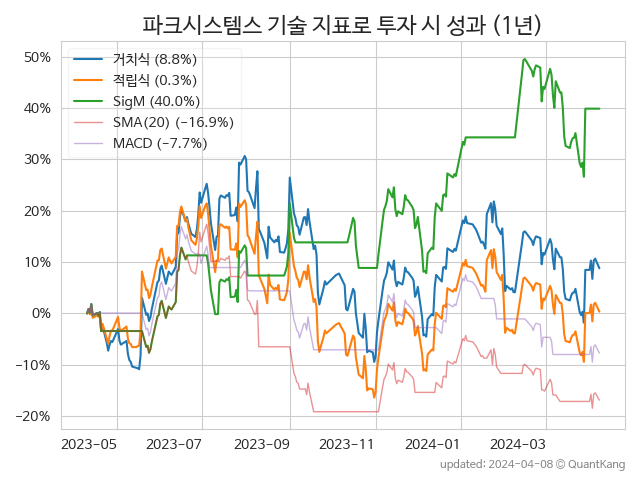 파크시스템스 기술 지표로 투자 시 성과 (1년)
거치식 (8.8%)
적립식 (0.3%)
SigM (40.0%)
SMA(20) (−16.9%)
MACD (−7.7%)
50%
40%
30%
20%
10%
0%
−10%
−20%
2023-05 2023-07 2023-09 2023-11 2024-01 2024-03
updated: 2024-04-08 © QuantKang